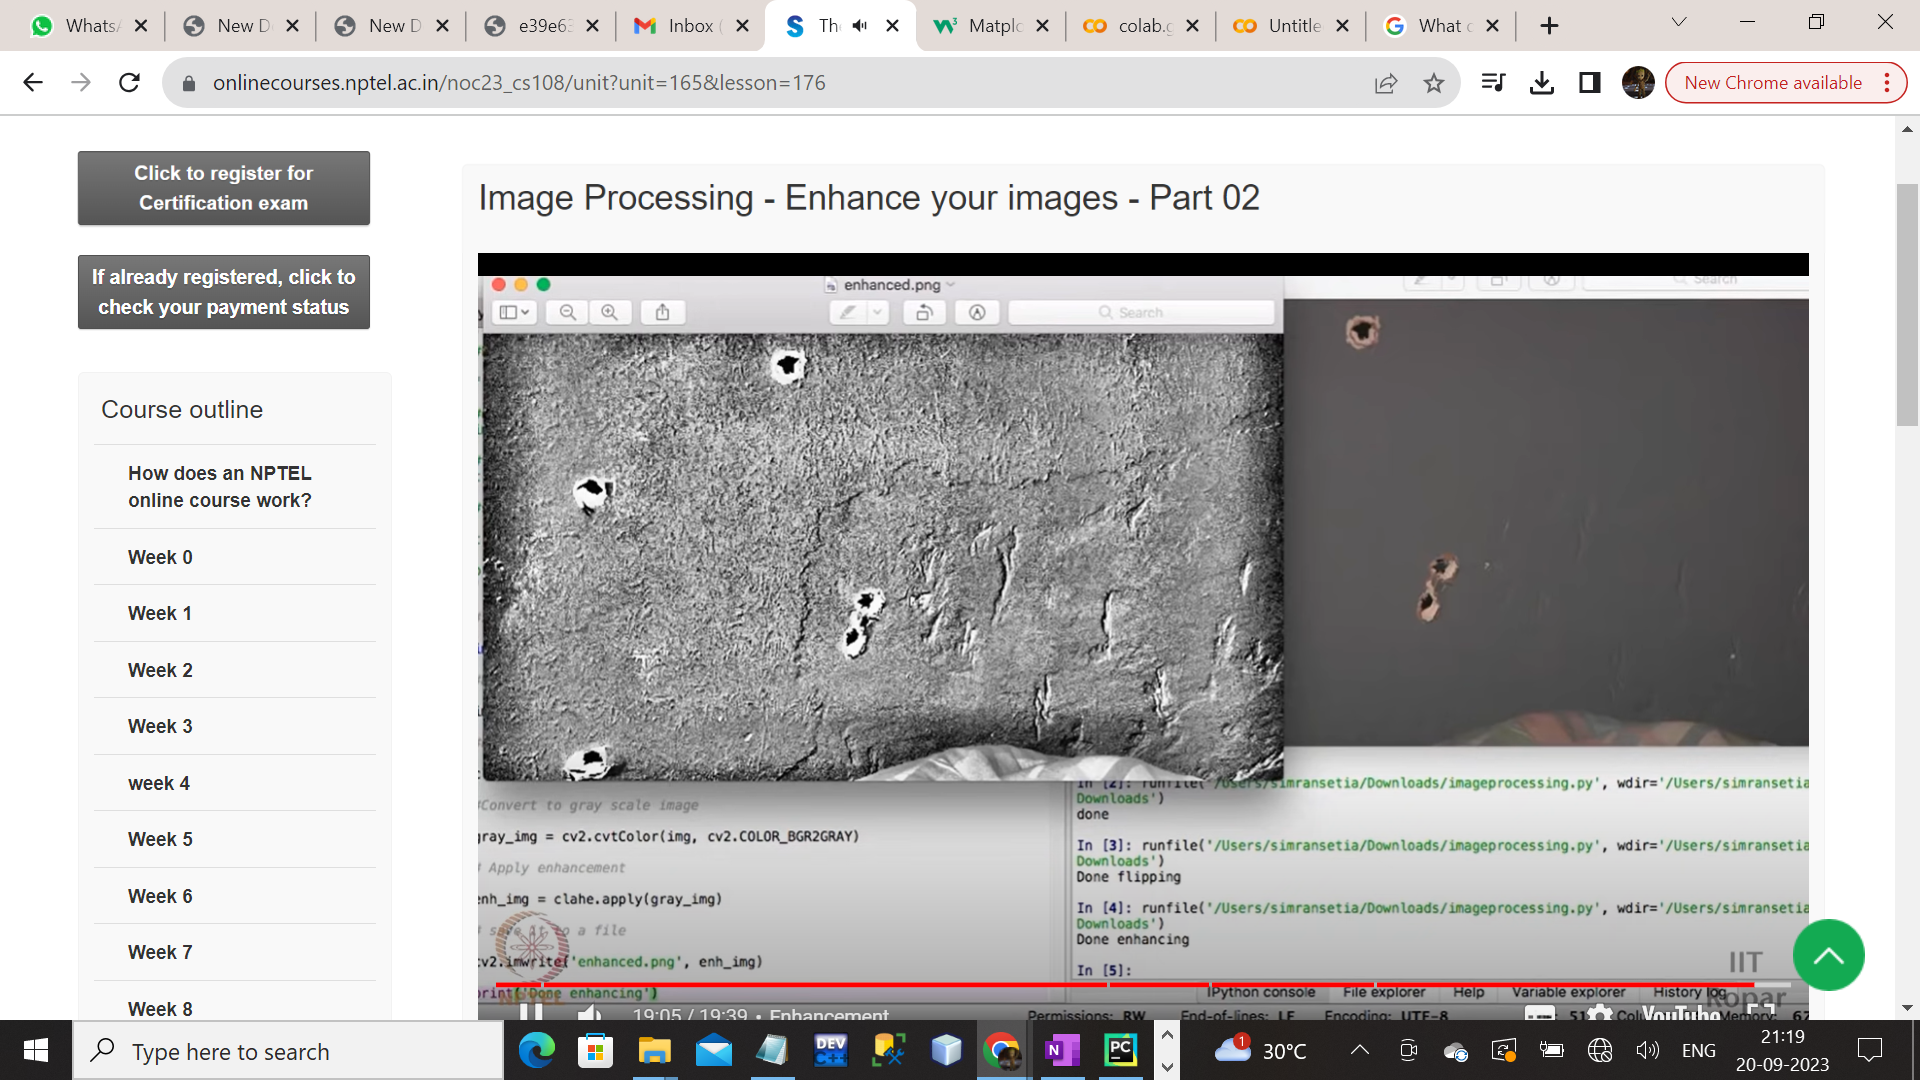 WhatsA
New D
New D
e39e63
Inbox (
The
Matplo
colab.g
Untitle
What c
onlinecourses.nptel.ac.in/noc23_cs108/unit?unit=165&lesson=176
New Chrome available
Click to register for
Certification exam
If already registered, click to
check your payment status
Course outline
How does an NPTEL
online course work?
Week 0
Week 1
Week 2
Week 3
week 4
Week 5
Week 6
Week 7
Week 8
Image Processing - Enhance your images - Part 02
enhanced.png
Search
Search
#Convert to gray scale image
gray_img = cv2.cvtColor(img, cv2.COLOR_BGR2GRAY)
# Apply enhancement
enh_img = clahe.apply(gray_img)
# save it to a file
cv2.imwrite('enhanced.png', enh_img)
print('Done enhancing')
In [2]: runfile('/Users/simransetia/Downloads/imageprocessing.py', wdir='/Users/simransetia
Downloads')
done
In [3]: runfile('/Users/simransetia/Downloads/imageprocessing.py', wdir='/Users/simransetia
Downloads')
Done flipping
In [4]: runfile('/Users/simransetia/Downloads/imageprocessing.py', wdir='/Users/simransetia
Downloads')
Done enhancing
In [5]:
IPython console
File explorer
Help
Variable explorer
History log
NPTEL
IIT
Ropar
19:05 / 19:39 • Enhancement
Permissions: RW
End-of-lines: LF
Encoding: UTF-8
YouTube
Memory:
Type here to search
DEV
C++
N
PC
1
30°C
ENG
21:19
20-09-2023